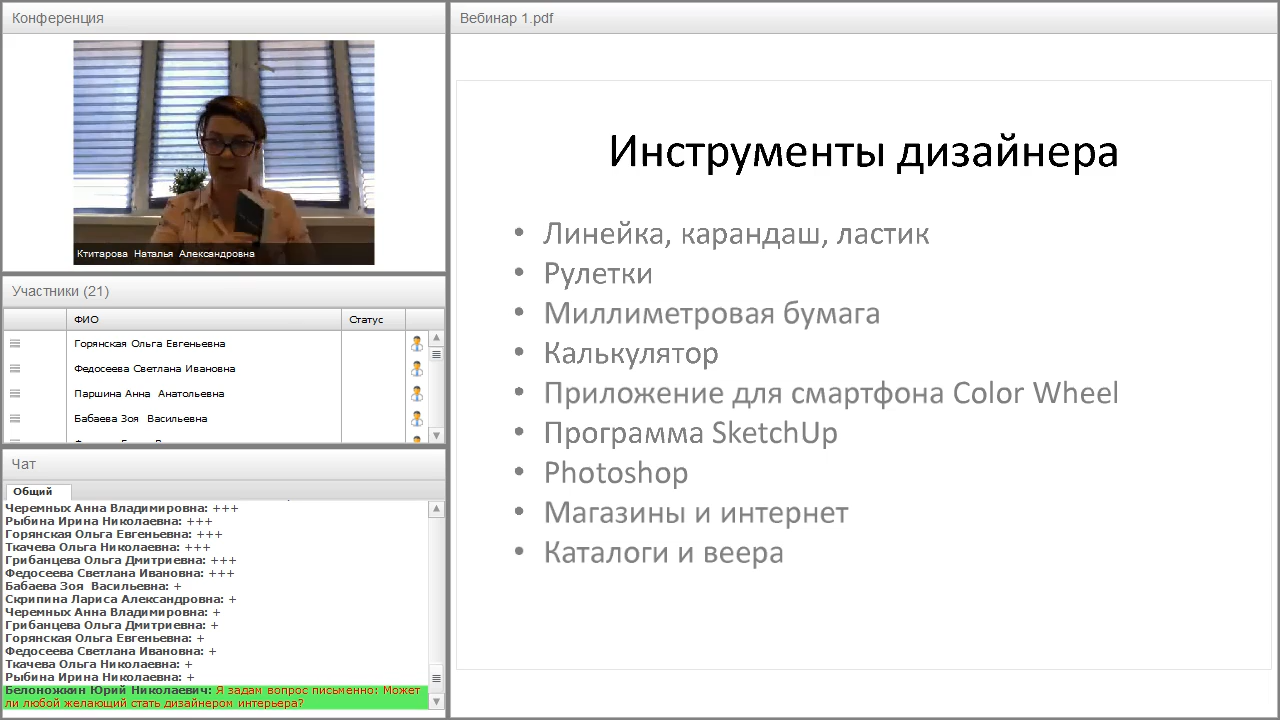 Конференция
Ктитарова Наталья Александровна
Участники (21)
ФИО Статус
Горянская Ольга Евгеньевна
Федосеева Светлана Ивановна
Паршина Анна Анатольевна
Бабаева Зоя Васильевна
Чат
Общий
Черемных Анна Владимировна: +++
Рыбина Ирина Николаевна: +++
Горянская Ольга Евгеньевна: +++
Ткачева Ольга Николаевна: +++
Грибанцева Ольга Дмитриевна: +++
Федосеева Светлана Ивановна: +++
Бабаева Зоя Васильевна: +
Скрипина Лариса Александровна: +
Черемных Анна Владимировна: +
Грибанцева Ольга Дмитриевна: +
Горянская Ольга Евгеньевна: +
Федосеева Светлана Ивановна: +
Ткачева Ольга Николаевна: +
Рыбина Ирина Николаевна: +
Белоножкин Юрий Николаевич: Я задам вопрос письменно: Может
ли любой желающий стать дизайнером интерьера?
Вебинар 1.pdf
Инструменты дизайнера
• Линейка, карандаш, ластик
• Рулетки
• Миллиметровая бумага
• Калькулятор
• Приложение для смартфона Color Wheel
• Программа SketchUp
• Photoshop
• Магазины и интернет
• Каталоги и веера